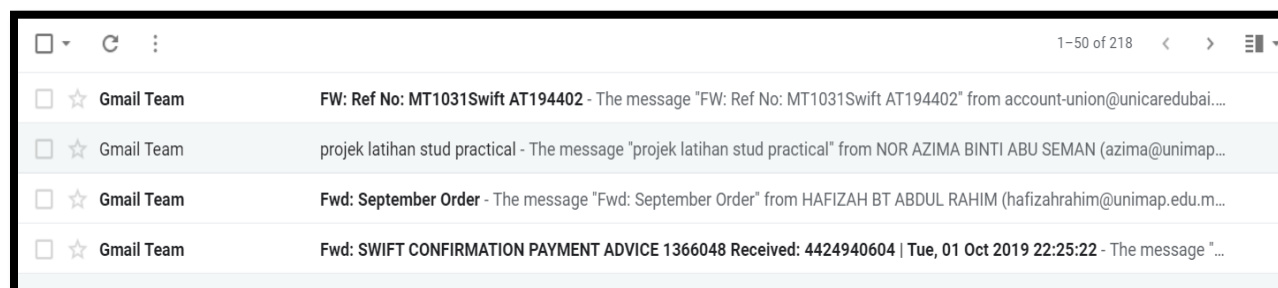 1–50 of 218
Gmail Team FW: Ref No: MT1031Swift AT194402 - The message "FW: Ref No: MT1031Swift AT194402" from account-union@unicaredubai....
Gmail Team projek latihan stud practical - The message "projek latihan stud practical" from NOR AZIMA BINTI ABU SEMAN (azima@unimap...
Gmail Team Fwd: September Order - The message "Fwd: September Order" from HAFIZAH BT ABDUL RAHIM (hafizahrahim@unimap.edu.m...
Gmail Team Fwd: SWIFT CONFIRMATION PAYMENT ADVICE 1366048 Received: 4424940604 | Tue, 01 Oct 2019 22:25:22 - The message "...